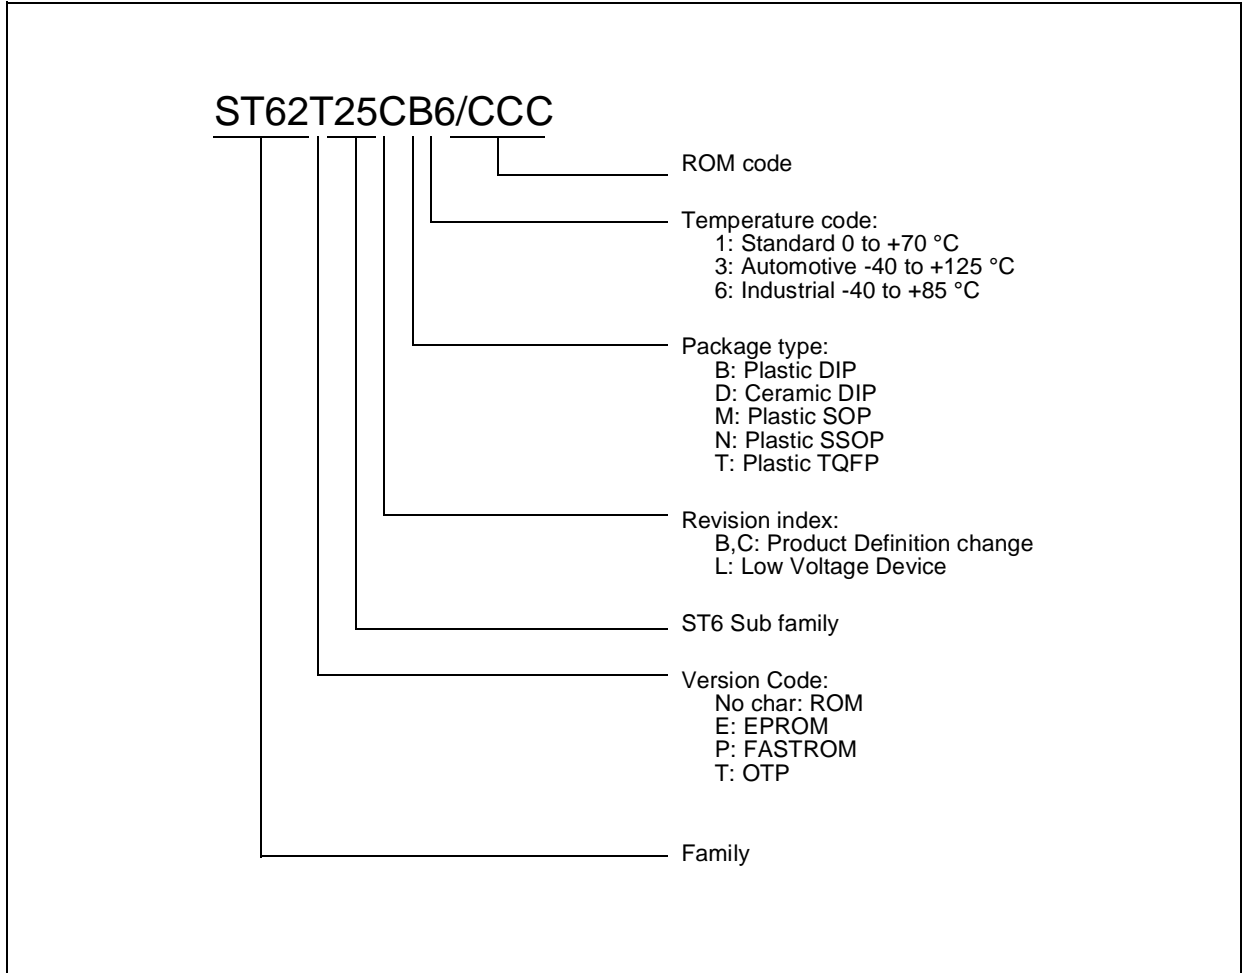 ST62T25CB6/CCC
ROM code
Temperature code:
1: Standard 0 to +70 °C
3: Automotive -40 to +125 °C
6: Industrial -40 to +85 °C
Package type:
B: Plastic DIP
D: Ceramic DIP
M: Plastic SOP
N: Plastic SSOP
T: Plastic TQFP
Revision index:
B,C: Product Definition change
L: Low Voltage Device
ST6 Sub family
Version Code:
No char: ROM
E: EPROM
P: FASTROM
T: OTP
Family